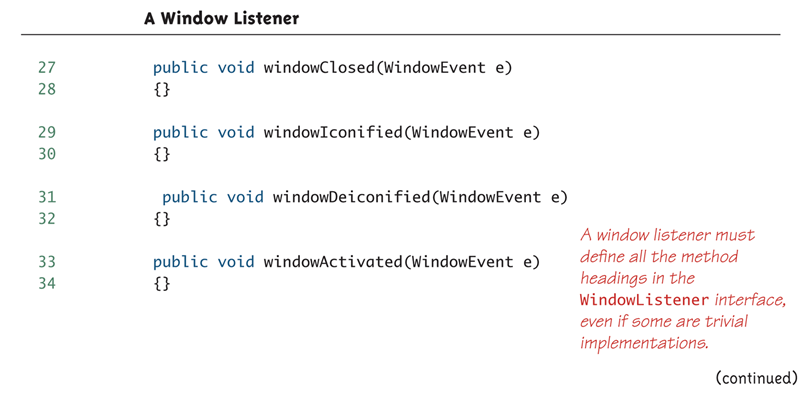 A Window Listener
27 public void windowClosed(WindowEvent e)
28 {}
29 public void windowIconified(WindowEvent e)
30 {}
31 public void windowDeiconified(WindowEvent e)
32 {}
33 public void windowActivated(WindowEvent e)
34 {}
A window listener must
define all the method
headings in the
WindowListener interface,
even if some are trivial
implementations.
(continued)